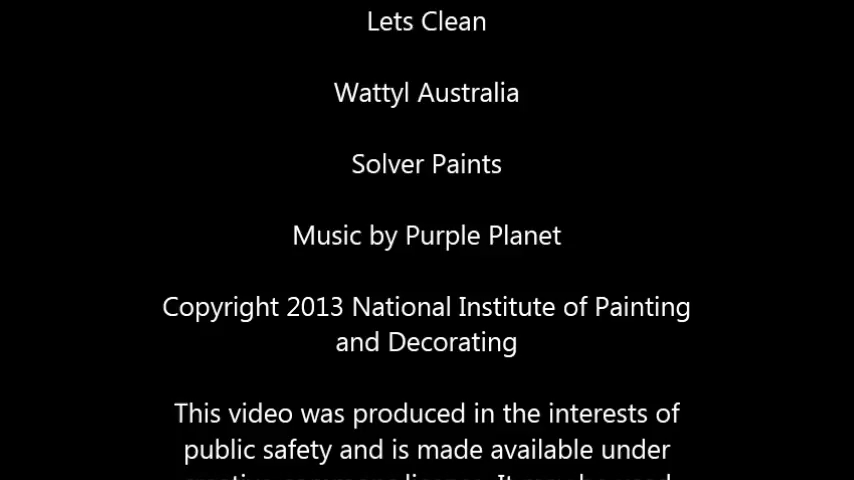 Lets Clean
Wattyl Australia
Solver Paints
Music by Purple Planet
Copyright 2013 National Institute of Painting
and Decorating
This video was produced in the interests of
public safety and is made available under